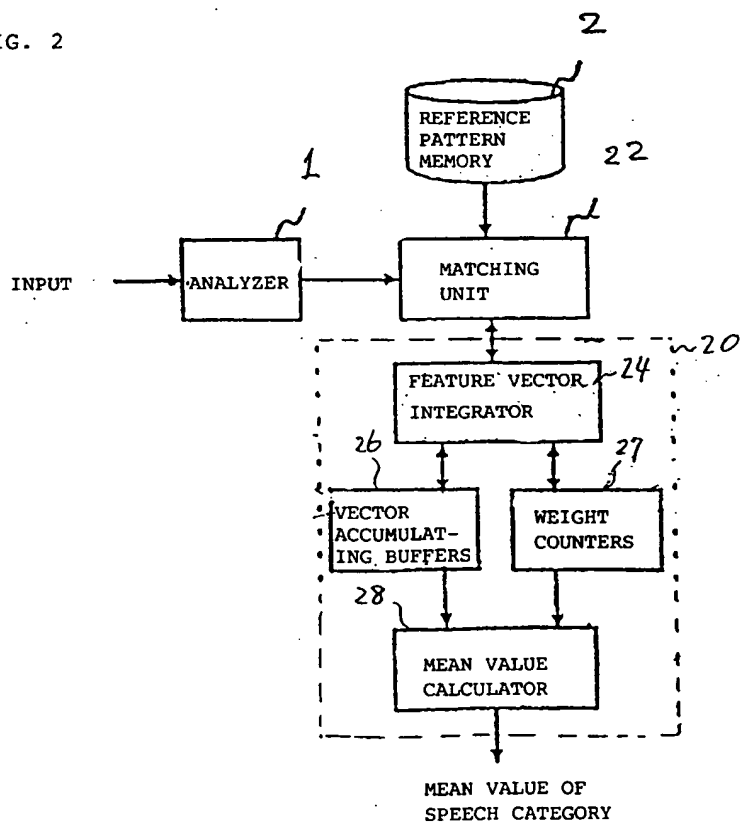 IG. 2
2
REFERENCE
PATTERN
MEMORY
22
1
INPUT
ANALYZER
MATCHING
UNIT
20
FEATURE VECTOR
INTEGRATOR
24
26
27
VECTOR
ACCUMULAT-
ING BUFFERS
WEIGHT
COUNTERS
28
MEAN VALUE
CALCULATOR
MEAN VALUE OF
SPEECH CATEGORY